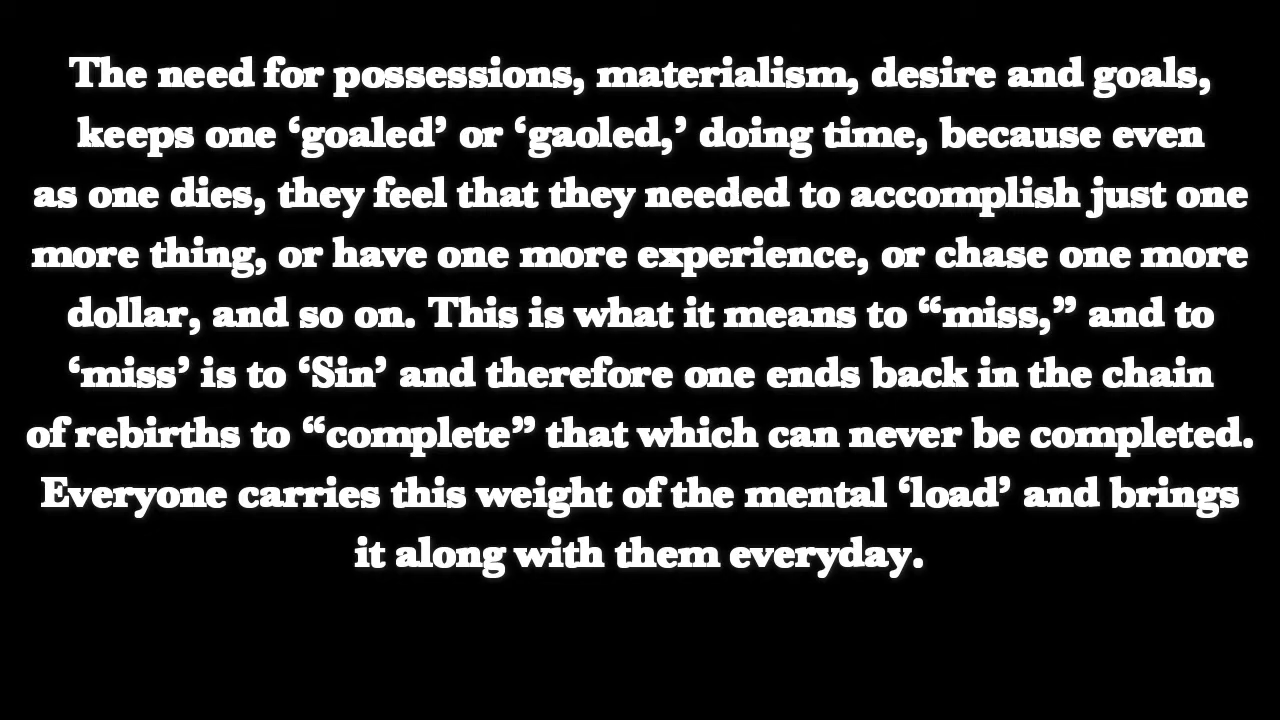 The need for possessions, materialism, desire and goals,
keeps one ‘goaled’ or ‘gaoled,’ doing time, because even
as one dies, they feel that they needed to accomplish just one
more thing, or have one more experience, or chase one more
dollar, and so on. This is what it means to “miss,” and to
‘miss’ is to ‘Sin’ and therefore one ends back in the chain
of rebirths to “complete” that which can never be completed.
Everyone carries this weight of the mental ‘load’ and brings
it along with them everyday.